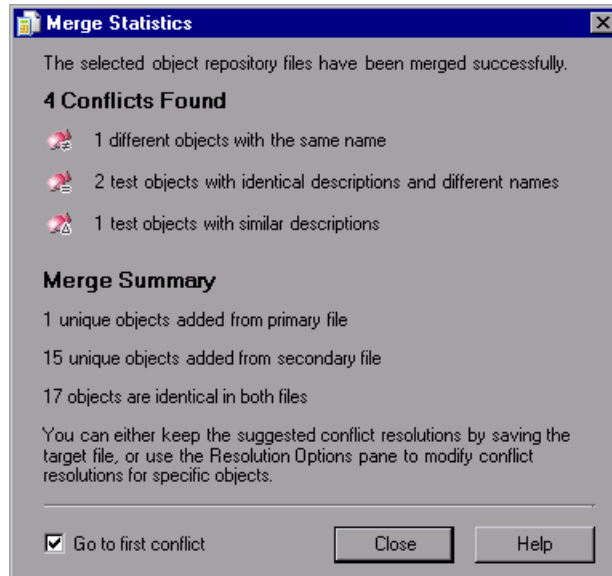 Merge Statistics
The selected object repository files have been merged successfully.
4 Conflicts Found
1 different objects with the same name
2 test objects with identical descriptions and different names
1 test objects with similar descriptions
Merge Summary
1 unique objects added from primary file
15 unique objects added from secondary file
17 objects are identical in both files
You can either keep the suggested conflict resolutions by saving the
target file, or use the Resolution Options pane to modify conflict
resolutions for specific objects.
Go to first conflict
Close
Help